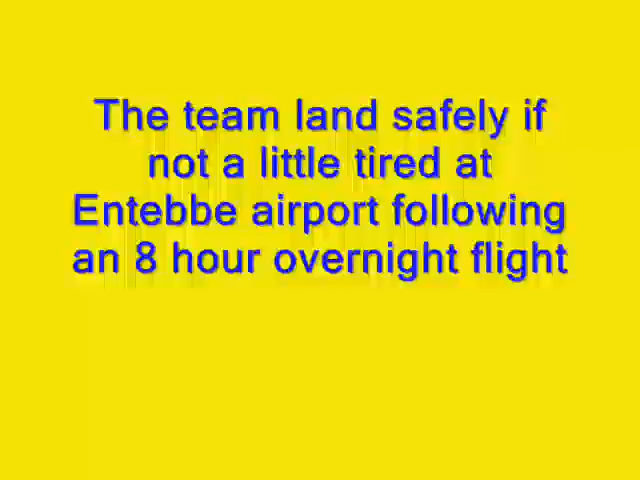 The team land safely if
not a little tired at
Entebbe airport following
an 8 hour overnight flight